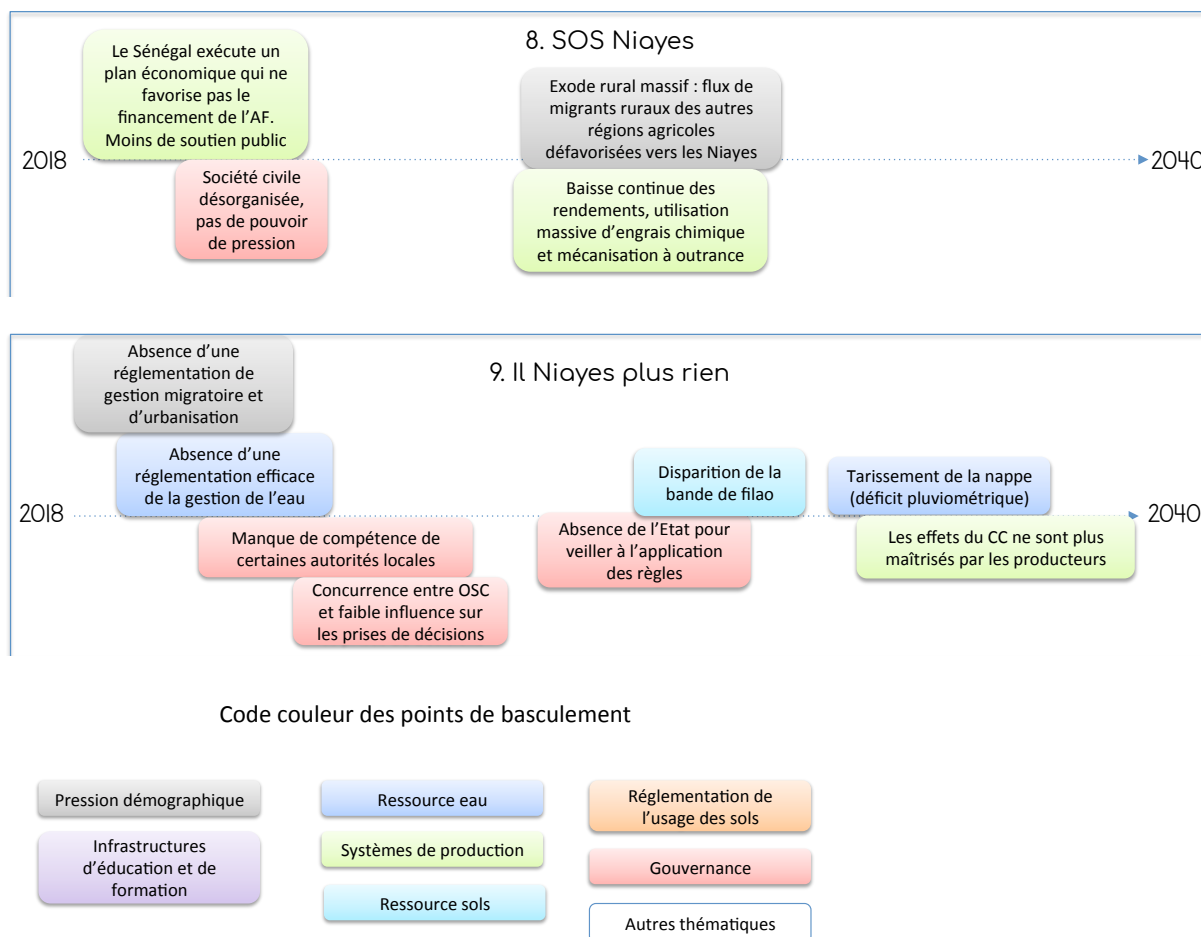 8. SOS Niayes
Le Sénégal exécute un
plan économique qui ne
favorise pas le
financement de l'AF.
Moins de soutien public
Exode rural massif : flux de
migrants ruraux des autres
régions agricoles
défavorisées vers les Niayes
2018
2040
Société civile
désorganisée,
pas de pouvoir
de pression
Baisse continue des
rendements, utilisation
massive d'engrais chimique
et mécanisation à outrance
9. Il Niayes plus rien
Absence d'une
réglementation de
gestion migratoire et
d'urbanisation
Absence d'une
réglementation efficace
de la gestion de l'eau
Disparition de la
bande de filao
Tarissement de la nappe
(déficit pluviométrique)
2018
2040
Manque de compétence de
certaines autorités locales
Concurrence entre OSC
et faible influence sur
les prises de décisions
Absence de l'Etat pour
veiller à l'application
des règles
Les effets du CC ne sont plus
maîtrisés par les producteurs
Code couleur des points de basculement
Pression démographique
Ressource eau
Réglementation de
l'usage des sols
Infrastructures
d'éducation et de
formation
Systèmes de production
Gouvernance
Ressource sols
Autres thématiques